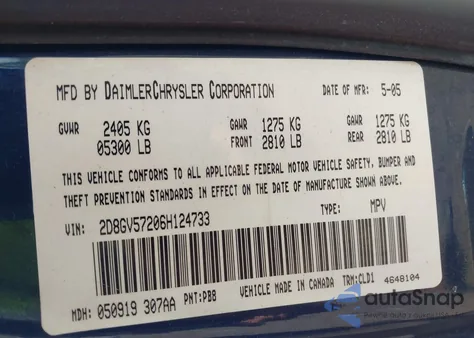 MFD BY DAIMLERCHRYSLER CORPORATION DATE OF MFR: 5-05
GVWR 2405 KG GAWR 1275 KG GAWR 1275 KG
05300 LB FRONT 2810 LB REAR 2810 LB
THIS VEHICLE CONFORMS TO ALL APPLICABLE FEDERAL MOTOR VEHICLE SAFETY, BUMPER AND
THEFT PREVENTION STANDARDS IN EFFECT ON THE DATE OF MANUFACTURE SHOWN ABOVE.
VIN: 2D8GV57206H124733 TYPE: MPV
VEHICLE MADE IN CANADA 4648104
MDH: 050919 307AA PNT:PBB TRM:CLD1
autoSnap